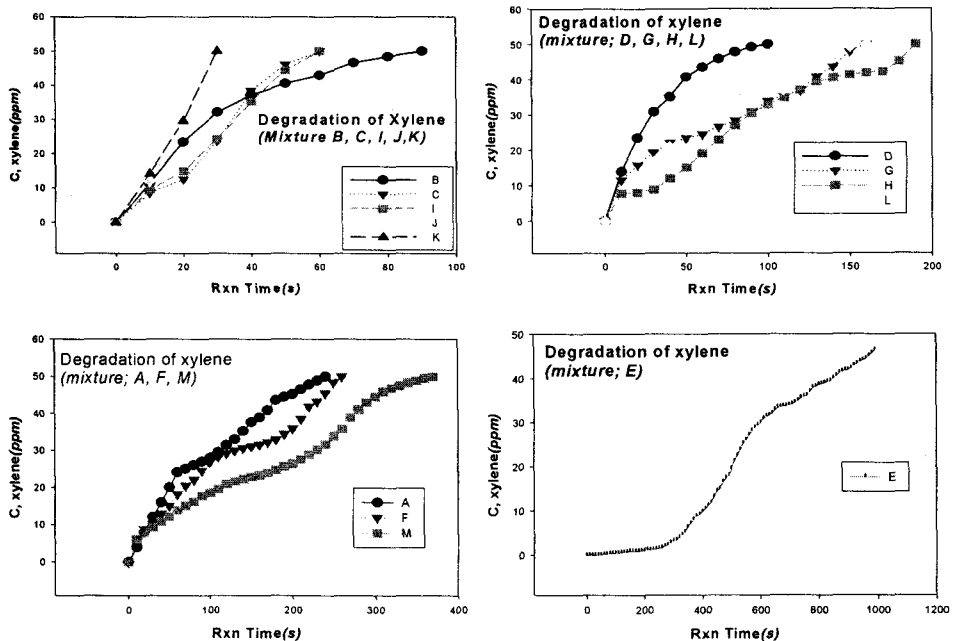 60
50
40
30
20
10
0
C, xylene(ppm)
Degradation of Xylene
(Mixture B, C, I, J,K)
B
C
I
J
K
0 20 40 60 80 100
Rxn Time(s)
60
50
40
30
20
10
0
C, xylene(ppm)
Degradation of xylene
(mixture; D, G, H, L)
D
G
H
L
0 50 100 150 200
Rxn Time(s)
60
50
40
30
20
10
0
C, xylene(ppm)
Degradation of xylene
(mixture; A, F, M)
A
F
M
0 100 200 300 400
Rxn Time(s)
50
40
30
20
10
0
C, xylene(ppm)
Degradation of xylene
(mixture; E)
E
0 200 400 600 800 1000 1200
Rxn Time(s)